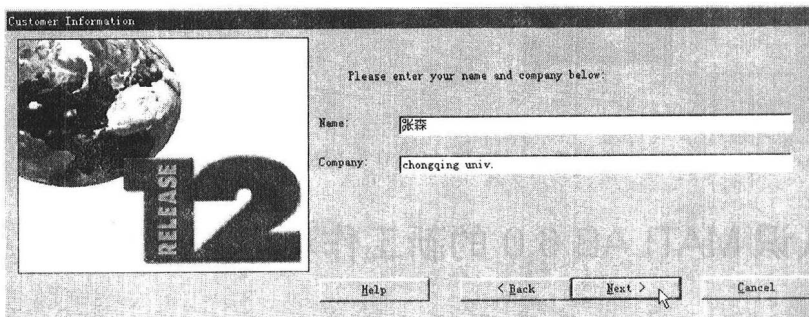 Customer Information
Please enter your name and company below:
Name: 张森
Company: chongqing univ.
RELEASE 12
Help < Back Next > Cancel